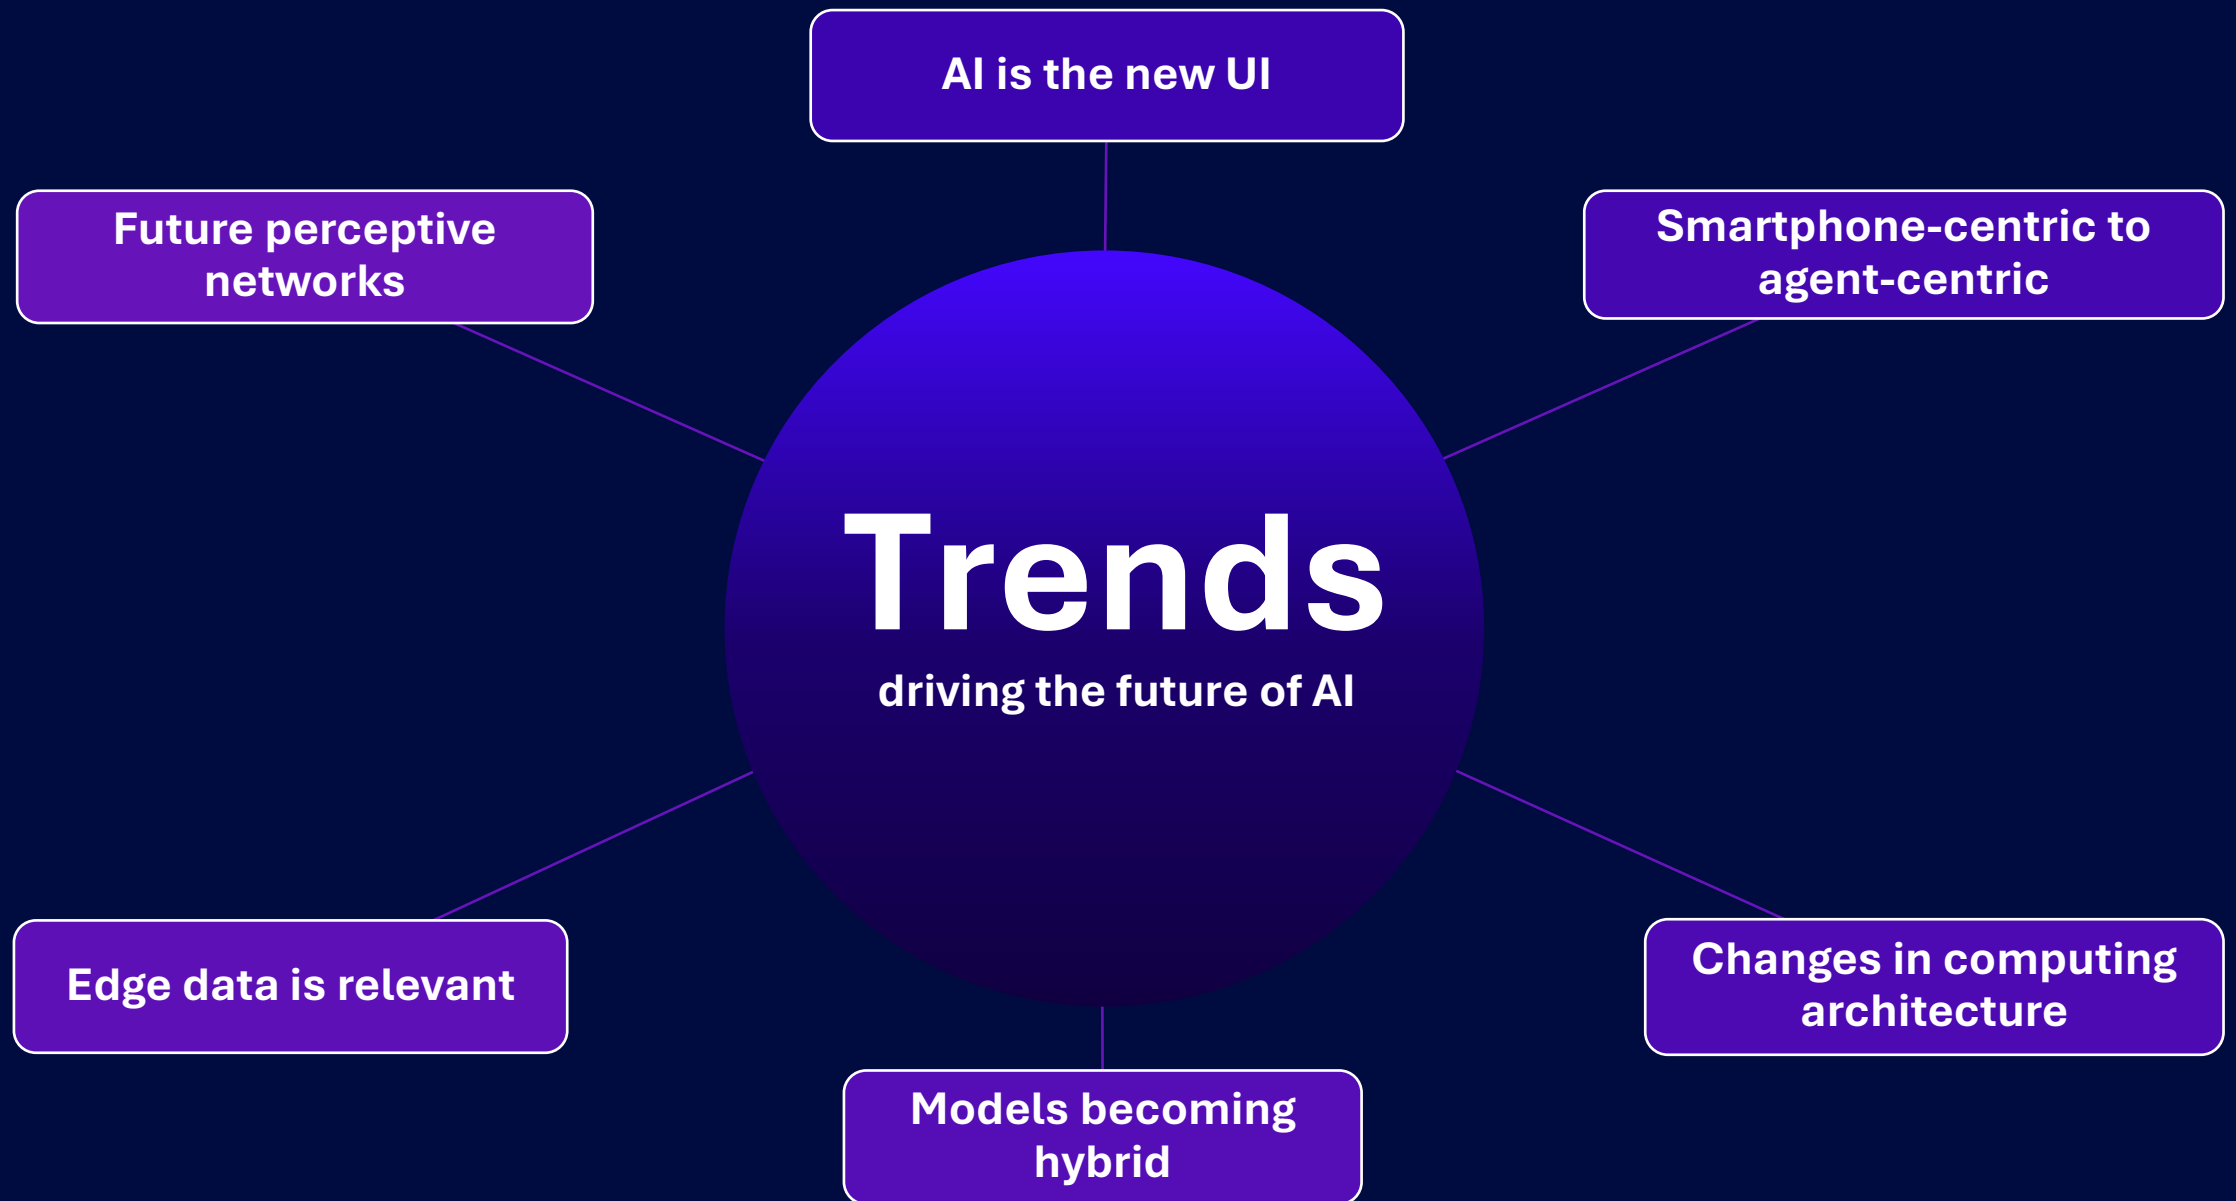 AI is the new UI
Future perceptive
networks
Smartphone-centric to
agent-centric
Trends
driving the future of AI
Edge data is relevant
Changes in computing
architecture
Models becoming
hybrid